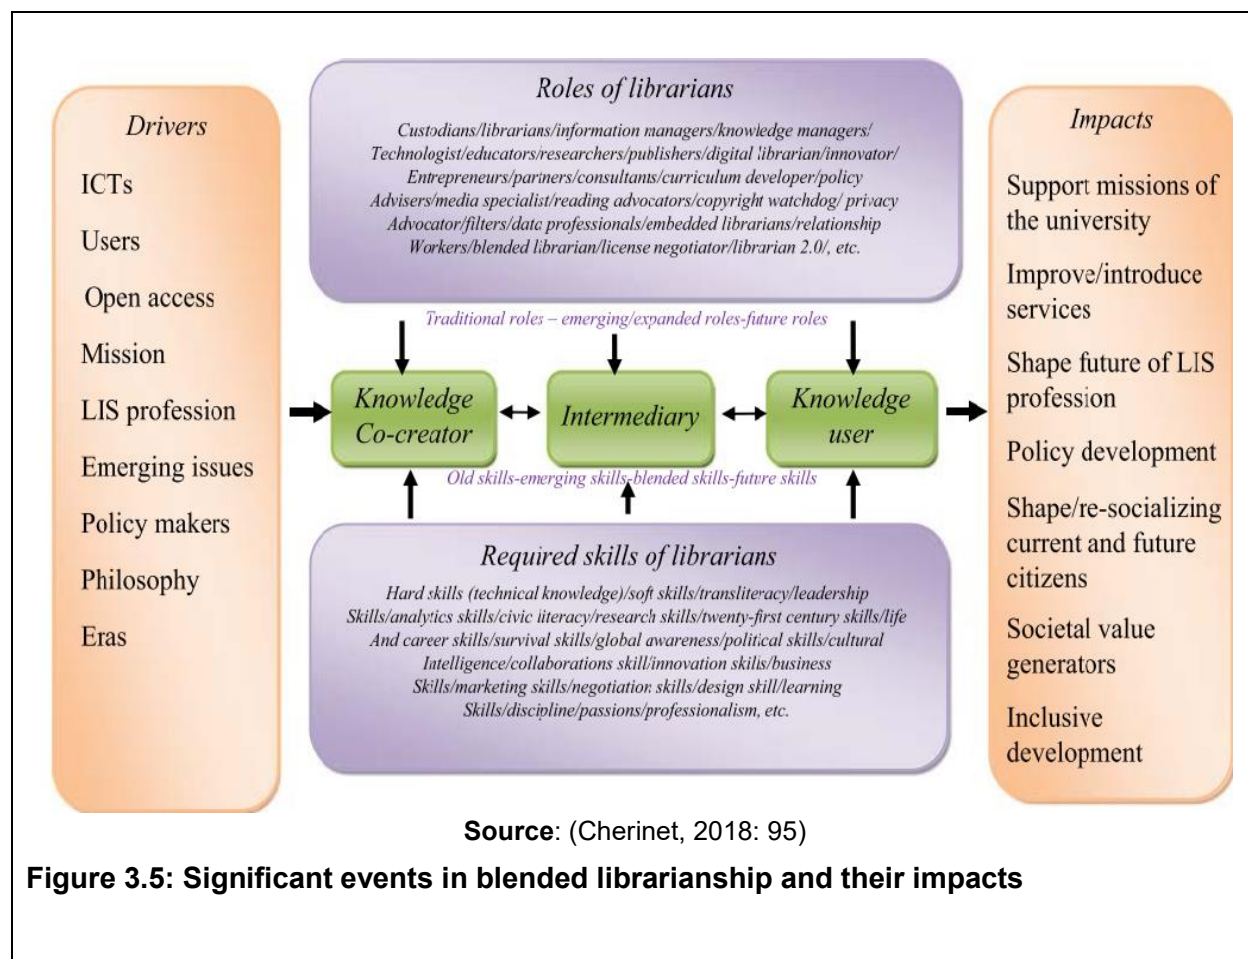 Drivers
ICTs
Users
Open access
Mission
LIS profession
Emerging issues
Policy makers
Philosophy
Eras
Roles of librarians
Custodians/librarians/information managers/knowledge managers/
Technologist/educators/researchers/publishers/digital librarian/innovator/
Entrepreneurs/partners/consultants/curriculum developer/policy
Advisers/media specialist/reading advocators/copyright watchdog/ privacy
Advocator/filters/data professionals/embedded librarians/relationship
Workers/blended librarian/license negotiator/librarian 2.0/, etc.
Traditional roles – emerging/expanded roles-future roles
Knowledge
Co-creator
Intermediary
Knowledge
user
Old skills-emerging skills-blended skills-future skills
Required skills of librarians
Hard skills (technical knowledge)/soft skills/transliteracy/leadership
Skills/analytics skills/civic literacy/research skills/twenty-first century skills/life
And career skills/survival skills/global awareness/political skills/cultural
Intelligence/collaborations skill/innovation skills/business
Skills/marketing skills/negotiation skills/design skill/learning
Skills/discipline/passions/professionalism, etc.
Impacts
Support missions of
the university
Improve/introduce
services
Shape future of LIS
profession
Policy development
Shape/re-socializing
current and future
citizens
Societal value
generators
Inclusive
development
Source: (Cherinet, 2018: 95)
Figure 3.5: Significant events in blended librarianship and their impacts